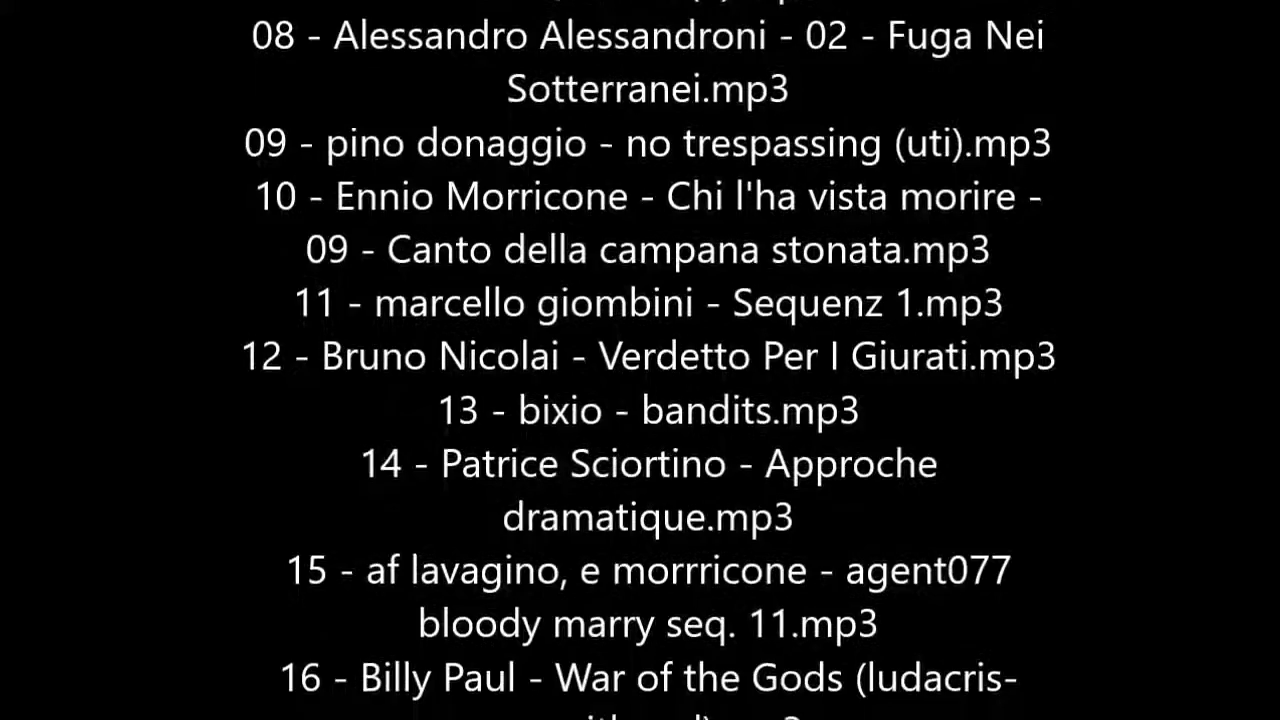 08 - Alessandro Alessandroni - 02 - Fuga Nei
Sotterranei.mp3
09 - pino donaggio - no trespassing (uti).mp3
10 - Ennio Morricone - Chi l'ha vista morire -
09 - Canto della campana stonata.mp3
11 - marcello giombini - Sequenz 1.mp3
12 - Bruno Nicolai - Verdetto Per I Giurati.mp3
13 - bixio - bandits.mp3
14 - Patrice Sciortino - Approche
dramatique.mp3
15 - af lavagino, e morrricone - agent077
bloody marry seq. 11.mp3
16 - Billy Paul - War of the Gods (ludacris-